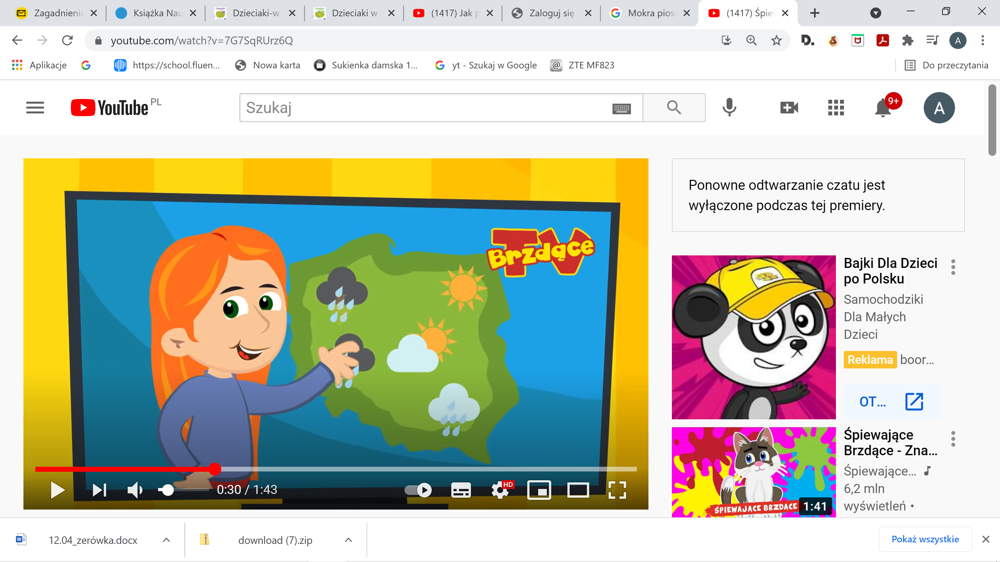 Zagadnienia
Książka Nau
Dzieciaki-w-
Dzieciaki w
(1417) Jak p
Zaloguj się
Mokra piose
(1417) Śpiew
youtube.com/watch?v=7G7SqRUrz6Q
D.
A
Aplikacje
https://school.fluen...
Nowa karta
Sukienka damska 1...
yt - Szukaj w Google
@ ZTE MF823
Do przeczytania
YouTube PL
Szukaj
9+
A
Ponowne odtwarzanie czatu jest
wyłączone podczas tej premiery.
TV
Brzdące
Bajki Dla Dzieci
po Polsku
Samochodziki
Dla Małych
Dzieci
Reklama boor...
OT...
Śpiewające
Brzdące - Zna...
Śpiewające...
6,2 mln
wyświetleń •
ŚPIEWAJĄCE BRZDĄCE
1:41
0:30 / 1:43
HD
12.04_zerówka.docx
download (7).zip
Pokaż wszystkie